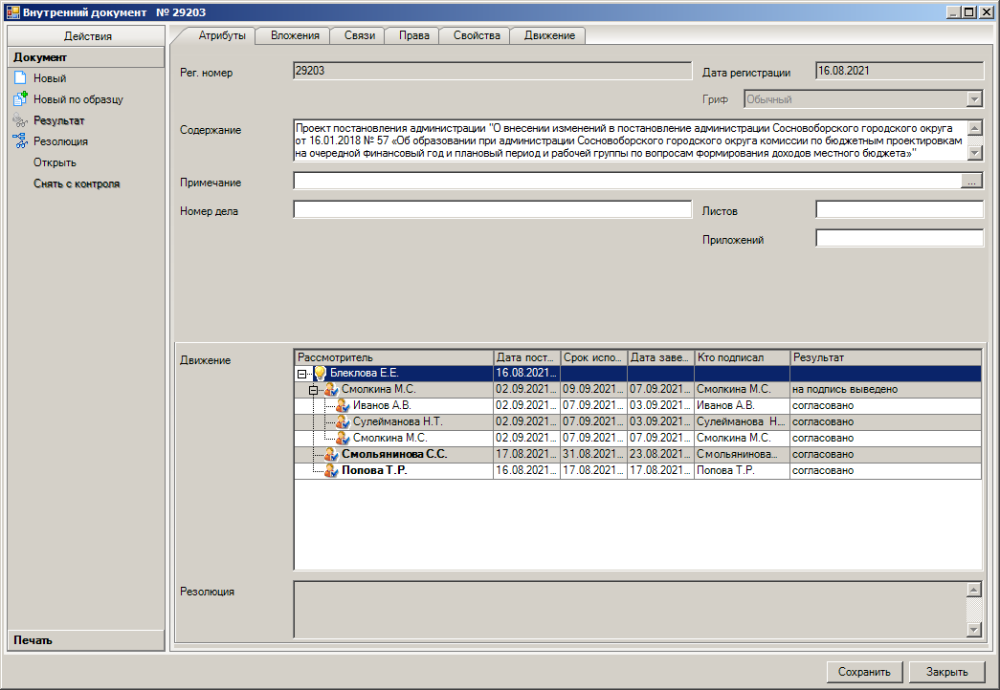 Внутренний документ № 29203
Действия
Документ
Новый
Новый по образцу
Результат
Резолюция
Открыть
Снять с контроля
Печать
Атрибуты Вложения Связи Права Свойства Движение
Рег. номер 29203 Дата регистрации 16.08.2021
Гриф Обычный
Содержание
Проект постановления администрации "О внесении изменений в постановление администрации Сосновоборского городского округа
от 16.01.2018 № 57 «Об образовании при администрации Сосновоборского городского округа комиссии по бюджетным проектировкам
на очередной финансовый год и плановый период и рабочей группы по вопросам формирования доходов местного бюджета»"
Примечание ...
Номер дела Листов
Приложений
Движение
Рассмотритель Дата пост... Срок испо... Дата заве... Кто подписал Результат
Блеклова Е.Е. 16.08.2021...
Смолкина М.С. 02.09.2021... 09.09.2021... 07.09.2021... Смолкина М.С. на подпись выведено
Иванов А.В. 02.09.2021... 07.09.2021... 03.09.2021... Иванов А.В. согласовано
Сулейманова Н.Т. 02.09.2021... 07.09.2021... 03.09.2021... Сулейманова Н.... согласовано
Смолкина М.С. 02.09.2021... 07.09.2021... 07.09.2021... Смолкина М.С. согласовано
Смольянинова С.С. 17.08.2021... 31.08.2021... 23.08.2021... Смольянинова... согласовано
Попова Т.Р. 16.08.2021... 17.08.2021... 17.08.2021... Попова Т.Р. согласовано
Резолюция
Сохранить Закрыть